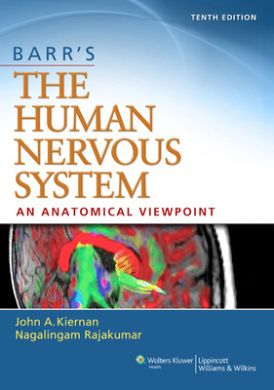 TENTH EDITION
BARR'S
THE
HUMAN
NERVOUS
SYSTEM
AN ANATOMICAL VIEWPOINT
John A. Kiernan
Nagalingam Rajakumar
Wolters Kluwer
Health
Lippincott
Williams & Wilkins